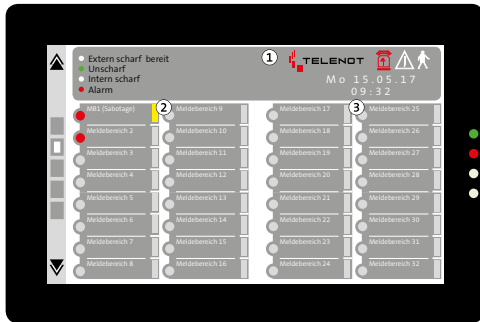 Extern scharf bereit
Unscharf
Intern scharf
Alarm
1
TELENOT
Mo 15.05.17
09:32
MB1 (Sabotage)
Meldebereich 2
Meldebereich 3
Meldebereich 4
Meldebereich 5
Meldebereich 6
Meldebereich 7
Meldebereich 8
2
Meldebereich 9
Meldebereich 10
Meldebereich 11
Meldebereich 12
Meldebereich 13
Meldebereich 14
Meldebereich 15
Meldebereich 16
Meldebereich 17
Meldebereich 18
Meldebereich 19
Meldebereich 20
Meldebereich 21
Meldebereich 22
Meldebereich 23
Meldebereich 24
3
Meldebereich 25
Meldebereich 26
Meldebereich 27
Meldebereich 28
Meldebereich 29
Meldebereich 30
Meldebereich 31
Meldebereich 32